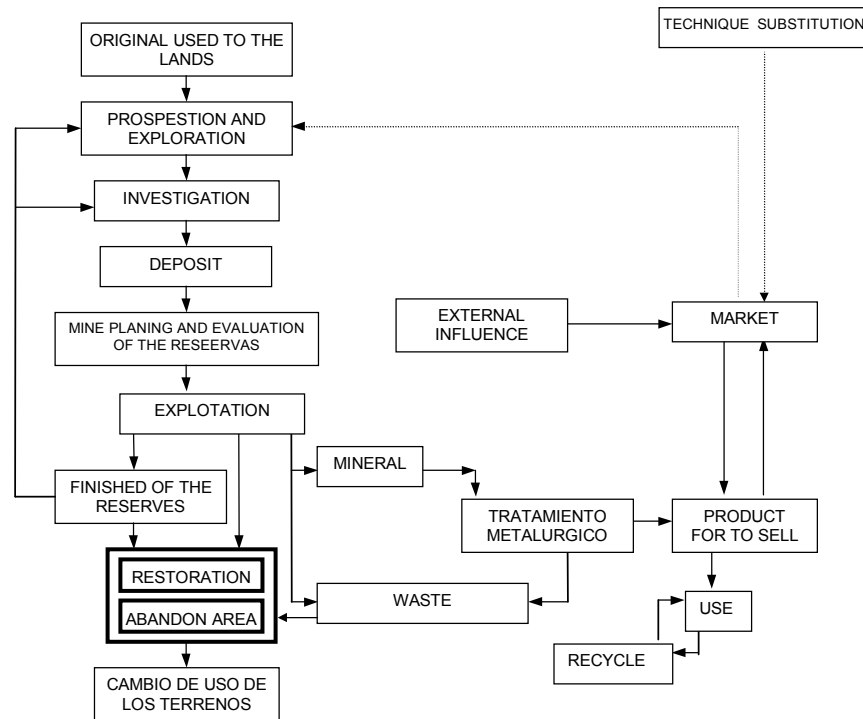 ORIGINAL USED TO THE
LANDS
TECHNIQUE SUBSTITUTION
PROSPESTION AND
EXPLORATION
INVESTIGATION
DEPOSIT
MINE PLANING AND EVALUATION
OF THE RESEERVAS
EXTERNAL
INFLUENCE
MARKET
EXPLOTATION
MINERAL
FINISHED OF THE
RESERVES
TRATAMIENTO
METALURGICO
PRODUCT
FOR TO SELL
RESTORATION
ABANDON AREA
WASTE
USE
RECYCLE
CAMBIO DE USO DE
LOS TERRENOS